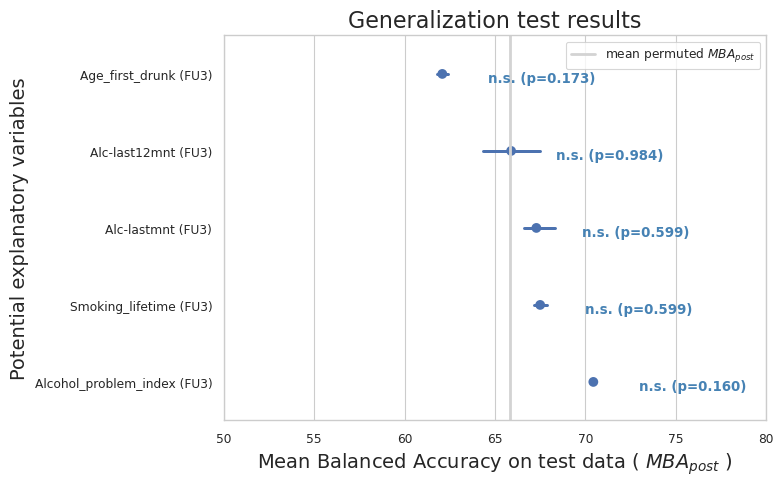 Generalization test results
mean permuted MBA_post
Potential explanatory variables
Age_first_drunk (FU3)
n.s. (p=0.173)
Alc-last12mnt (FU3)
n.s. (p=0.984)
Alc-lastmnt (FU3)
n.s. (p=0.599)
Smoking_lifetime (FU3)
n.s. (p=0.599)
Alcohol_problem_index (FU3)
n.s. (p=0.160)
50 55 60 65 70 75 80
Mean Balanced Accuracy on test data ( MBA_post )